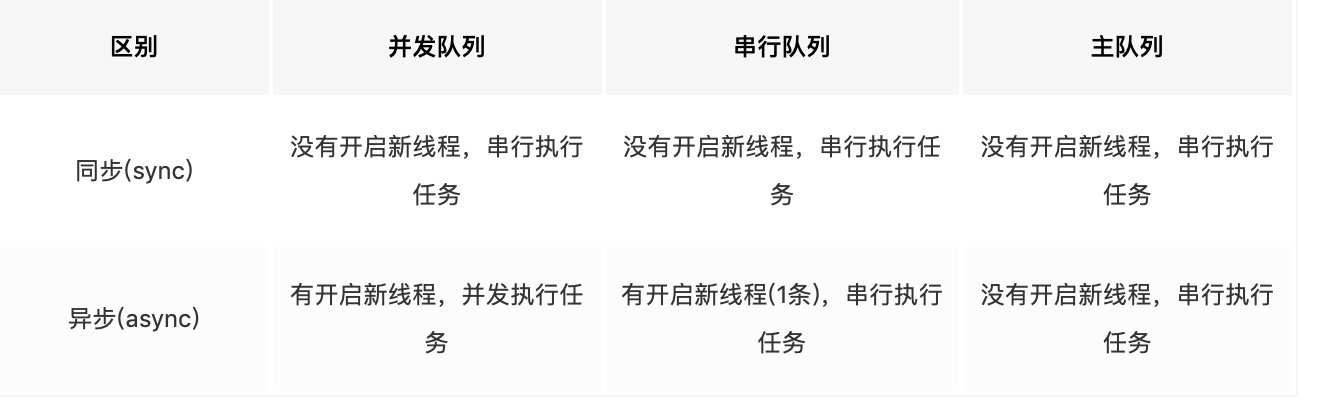 区别 并发队列 串行队列 主队列
同步(sync)
没有开启新线程，串行执行
任务
没有开启新线程，串行执行任
务
没有开启新线程，串行执行
任务
异步(async)
有开启新线程，并发执行任
务
有开启新线程(1条)，串行执行
任务
没有开启新线程，串行执行
任务